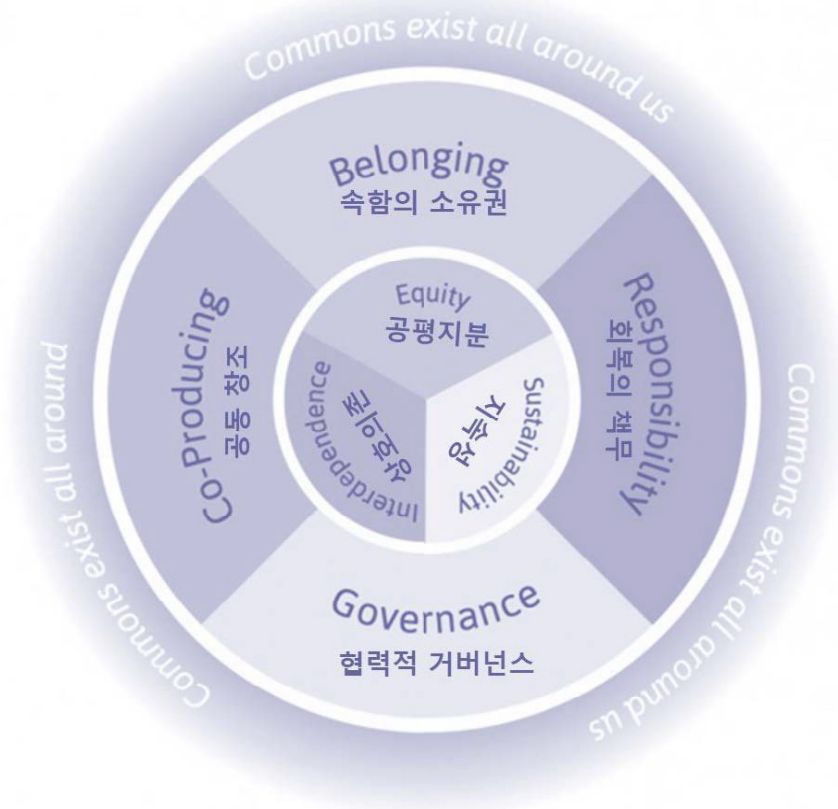 Commons exist all around us
Belonging
속함의 소유권
Responsibility
회복의 책무
Governance
협력적 거버넌스
Co-Producing
공동 창조
Equity
공평지분
Sustainability
지속성
Interdependence
상호의존
Commons exist all around us
Commons exist all around